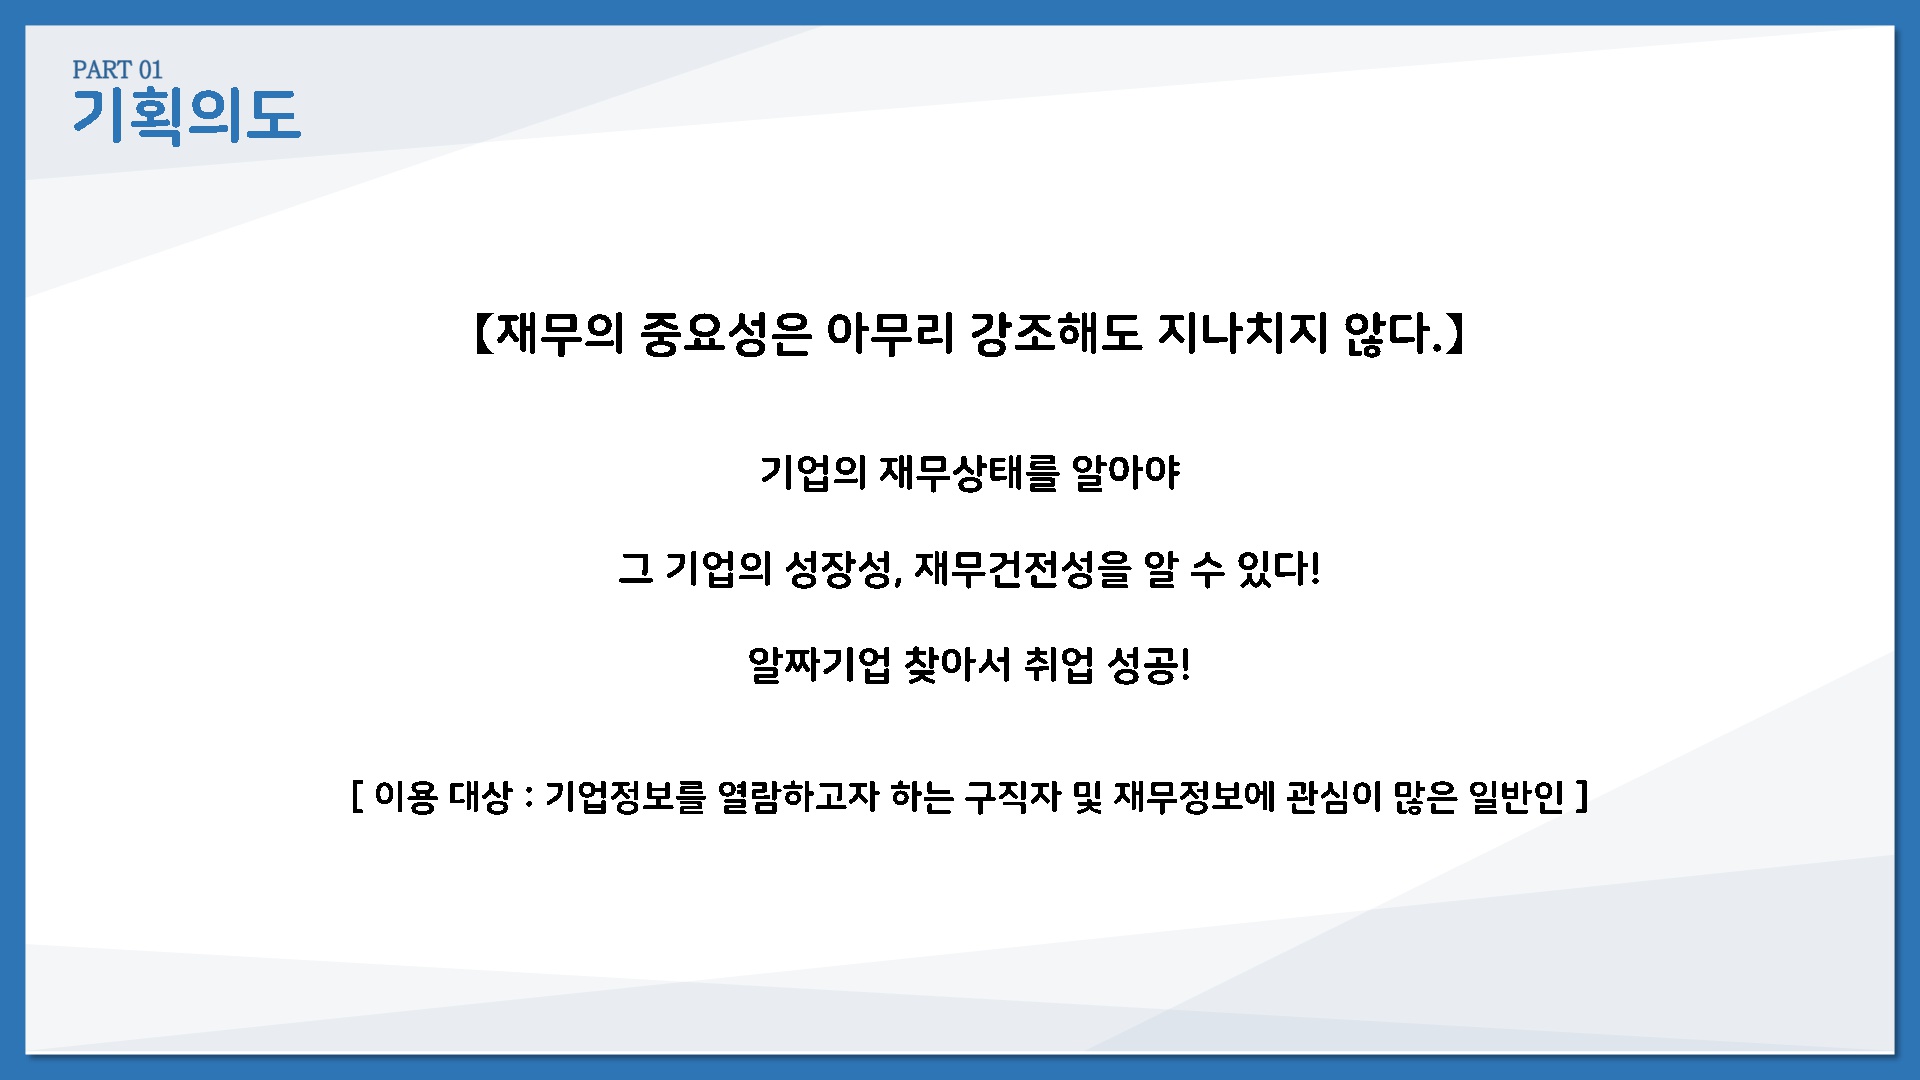 PART 01
기획의도
【재무의 중요성은 아무리 강조해도 지나치지 않다.】
기업의 재무상태를 알아야
그 기업의 성장성, 재무건전성을 알 수 있다!
알짜기업 찾아서 취업 성공!
[ 이용 대상 : 기업정보를 열람하고자 하는 구직자 및 재무정보에 관심이 많은 일반인 ]